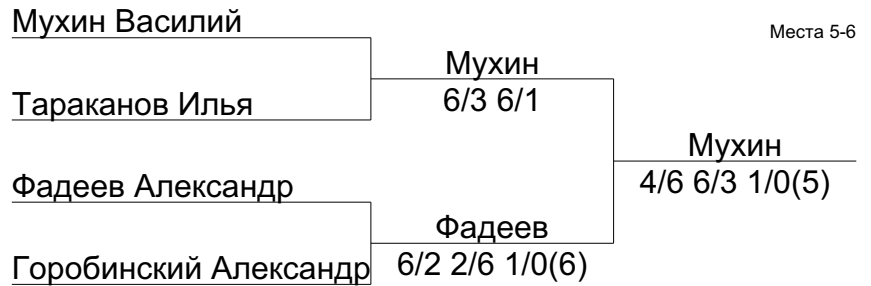 Мухин Василий
Места 5-6
Мухин
Тараканов Илья
6/3 6/1
Мухин
Фадеев Александр
4/6 6/3 1/0(5)
Фадеев
Горобинский Александр
6/2 2/6 1/0(6)